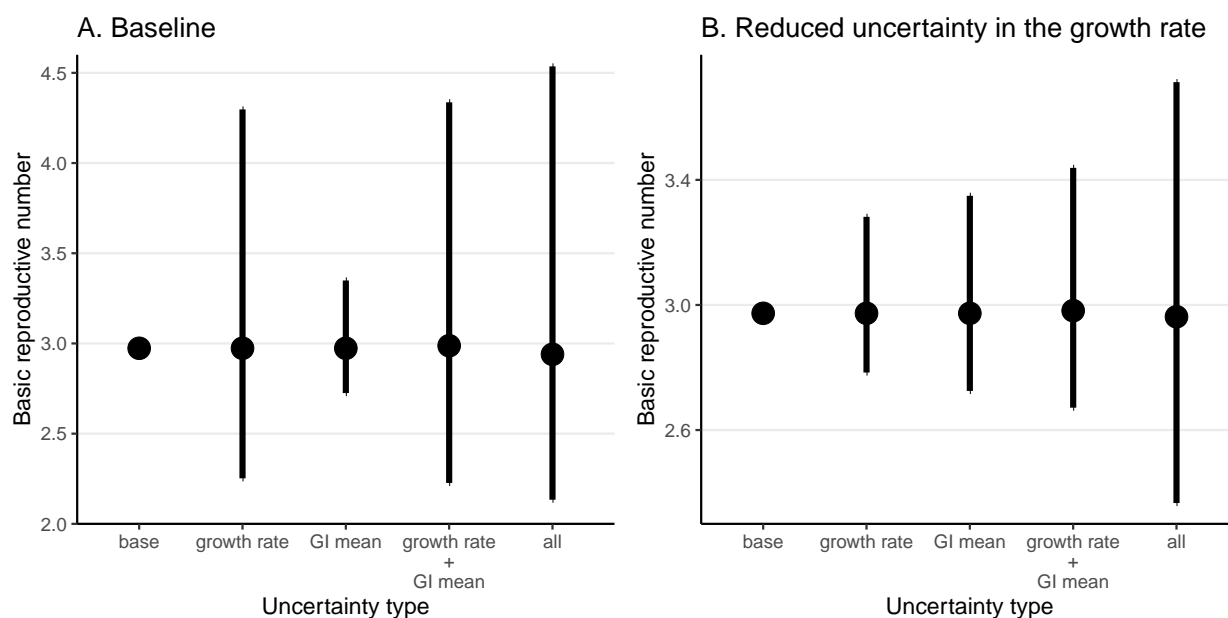 A. Baseline
Basic reproductive number
4.5
4.0
3.5
3.0
2.5
2.0
base
growth rate
GI mean
growth rate
+
GI mean
all
Uncertainty type
B. Reduced uncertainty in the growth rate
Basic reproductive number
3.4
3.0
2.6
base
growth rate
GI mean
growth rate
+
GI mean
all
Uncertainty type